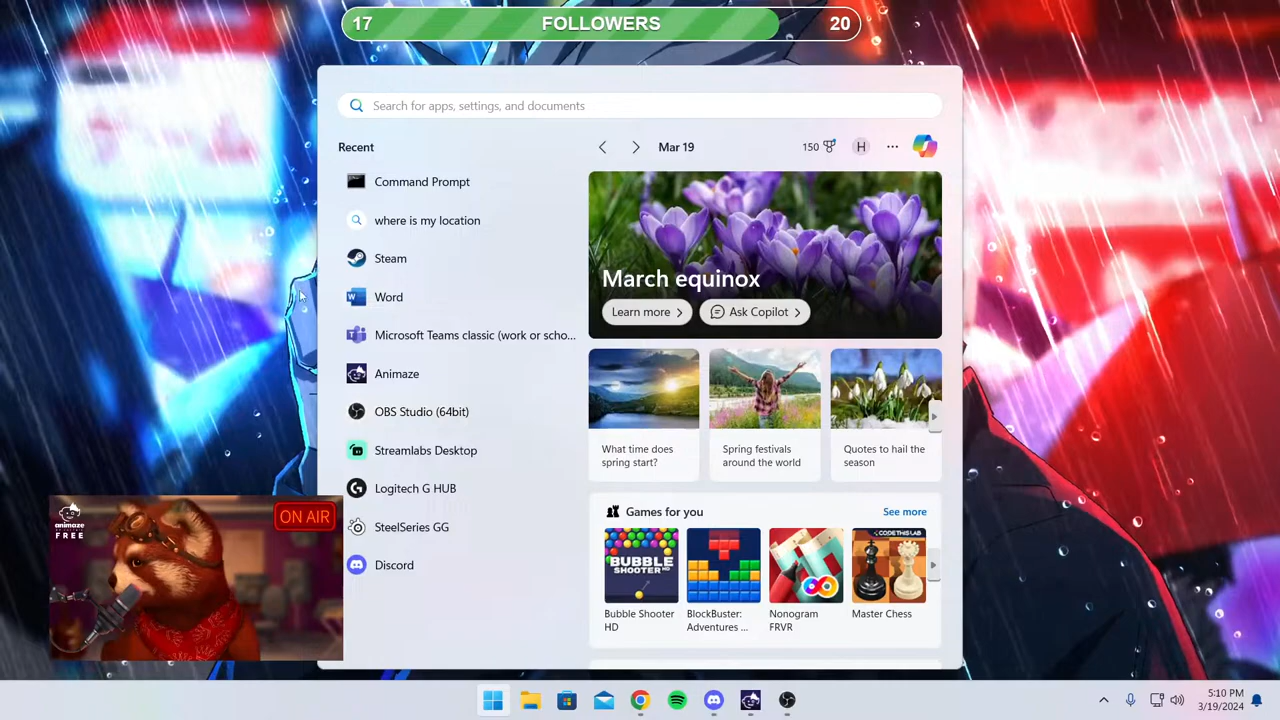 17 FOLLOWERS 20
Search for apps, settings, and documents
Recent
Mar 19
150
H
Command Prompt
where is my location
Steam
Word
Microsoft Teams classic (work or scho...
Animaze
OBS Studio (64bit)
Streamlabs Desktop
Logitech G HUB
SteelSeries GG
Discord
March equinox
Learn more
Ask Copilot
What time does
spring start?
Spring festivals
around the world
Quotes to hail the
season
Games for you
See more
BUBBLE
SHOOTER HD
CODETHISLAB
Bubble Shooter
HD
BlockBuster:
Adventures ...
Nonogram
FRVR
Master Chess
animaze
FREE
ON AIR
5:10 PM
3/19/2024